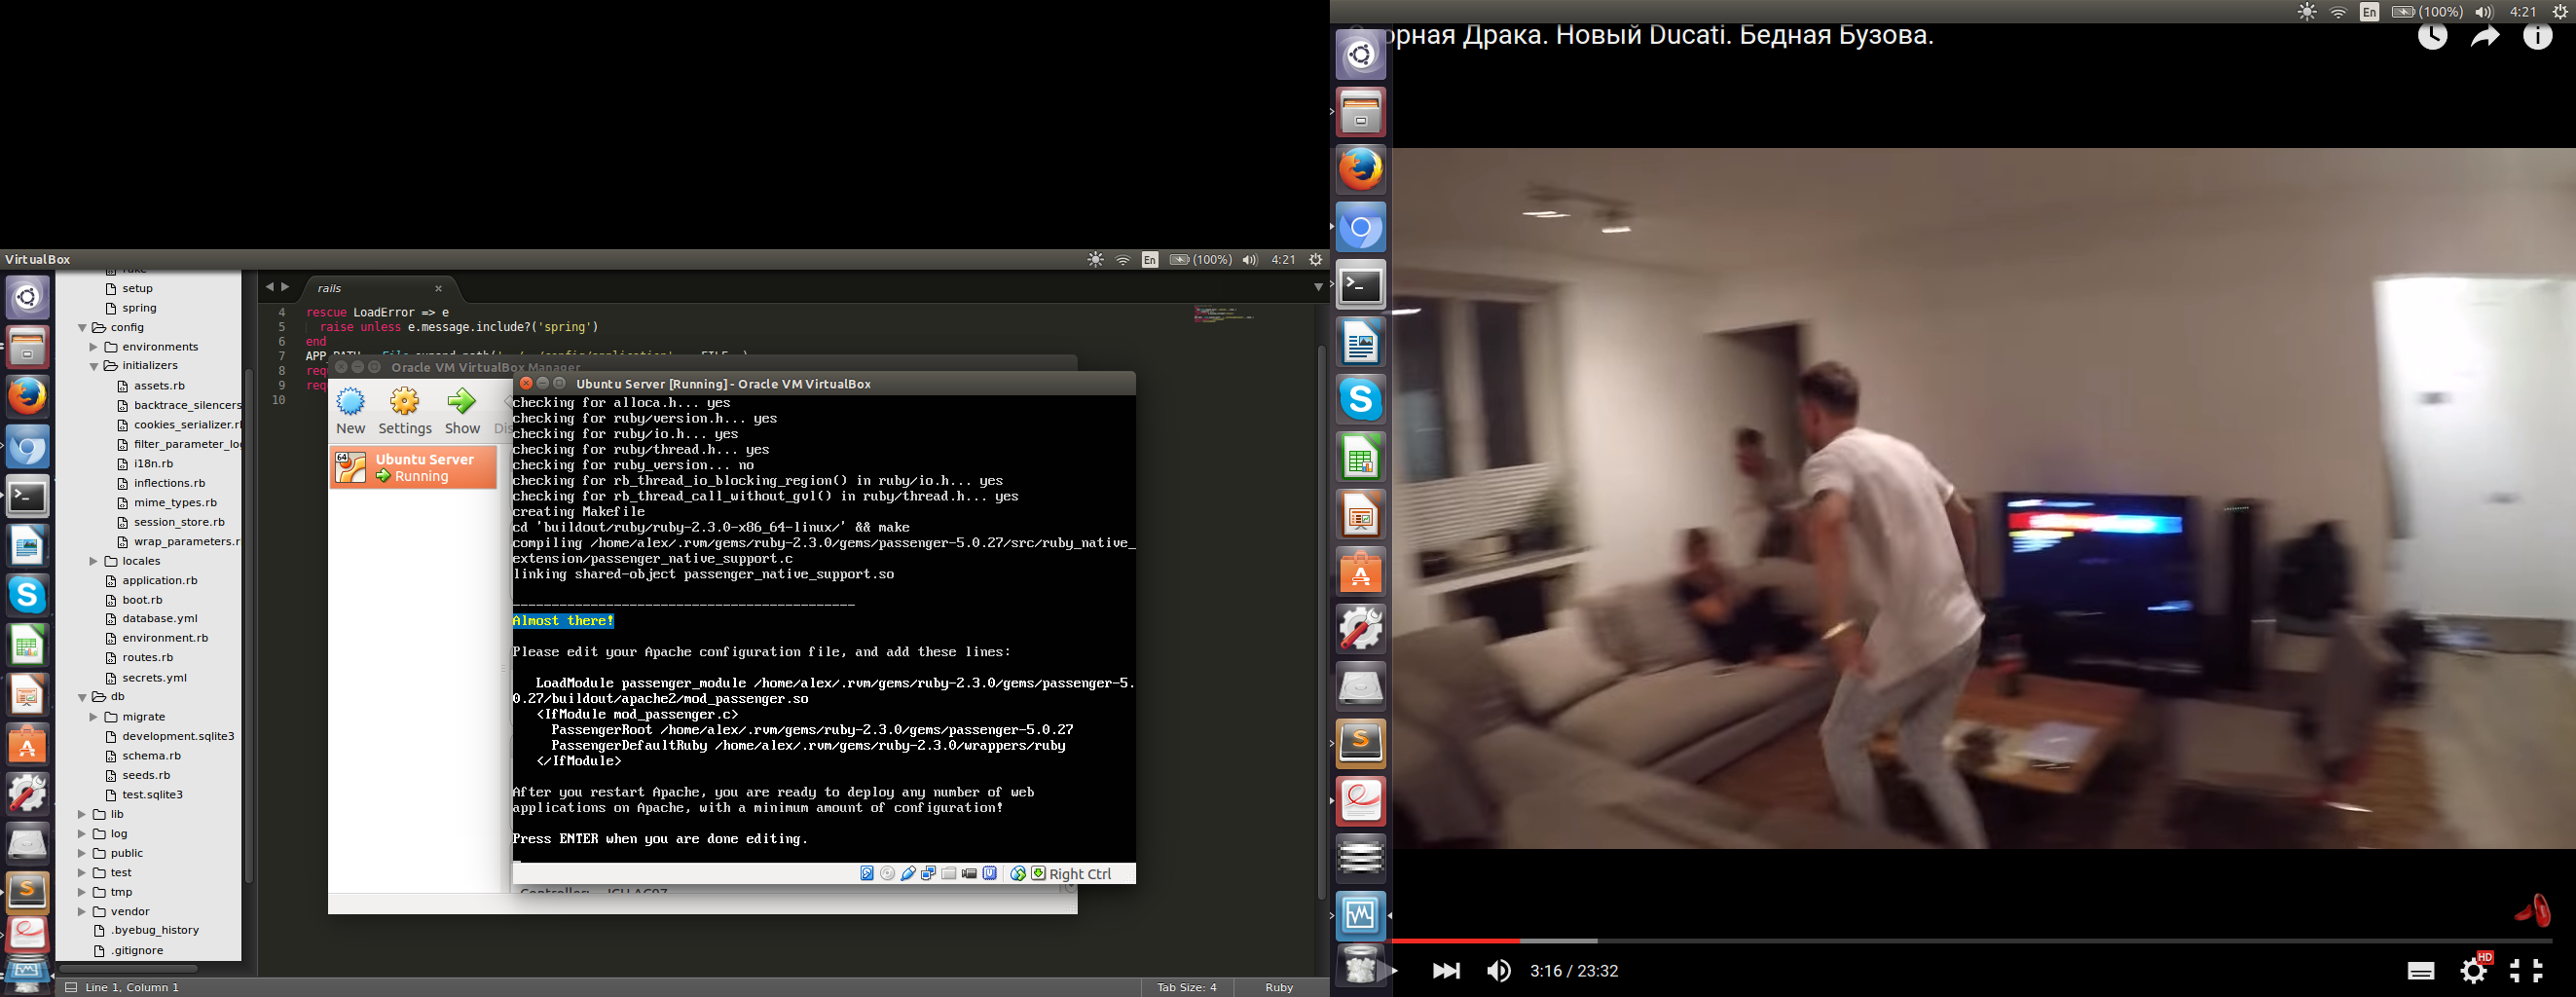 VirtualBox
En
(100%)
4:21
setup
spring
config
environments
initializers
assets.rb
backtrace_silencers
cookies_serializer.r
filter_parameter_lo
i18n.rb
inflections.rb
mime_types.rb
session_store.rb
wrap_parameters.r
locales
application.rb
boot.rb
database.yml
environment.rb
routes.rb
secrets.yml
db
migrate
development.sqlite3
schema.rb
seeds.rb
test.sqlite3
lib
log
public
test
tmp
vendor
.byebug_history
.gitignore
rails
4 rescue LoadError => e
5 raise unless e.message.include?('spring')
6 end
7 APP
8 requ
9 req
10
Oracle VM VirtualBox Manager
New
Settings
Show
Dis
64
Ubuntu Server
Running
Ubuntu Server [Running] - Oracle VM VirtualBox
checking for alloca.h... yes
checking for ruby/version.h... yes
checking for ruby/io.h... yes
checking for ruby/thread.h... yes
checking for ruby_version... no
checking for rb_thread_io_blocking_region() in ruby/io.h... yes
checking for rb_thread_call_without_gvl() in ruby/thread.h... yes
creating Makefile
cd 'buildout/ruby/ruby-2.3.0-x86_64-linux/' && make
compiling /home/alex/.rvm/gems/ruby-2.3.0/gems/passenger-5.0.27/src/ruby_native_
extension/passenger_native_support.c
linking shared-object passenger_native_support.so
--------------------------------------------
Almost there!
Please edit your Apache configuration file, and add these lines:
LoadModule passenger_module /home/alex/.rvm/gems/ruby-2.3.0/gems/passenger-5.
0.27/buildout/apache2/mod_passenger.so
<IfModule mod_passenger.c>
PassengerRoot /home/alex/.rvm/gems/ruby-2.3.0/gems/passenger-5.0.27
PassengerDefaultRuby /home/alex/.rvm/gems/ruby-2.3.0/wrappers/ruby
</IfModule>
After you restart Apache, you are ready to deploy any number of web
applications on Apache, with a minimum amount of configuration!
Press ENTER when you are done editing.
Right Ctrl
Line 1, Column 1
Tab Size: 4
Ruby
En
(100%)
4:21
орная Драка. Новый Ducati. Бедная Бузова.
HD
3:16 / 23:32